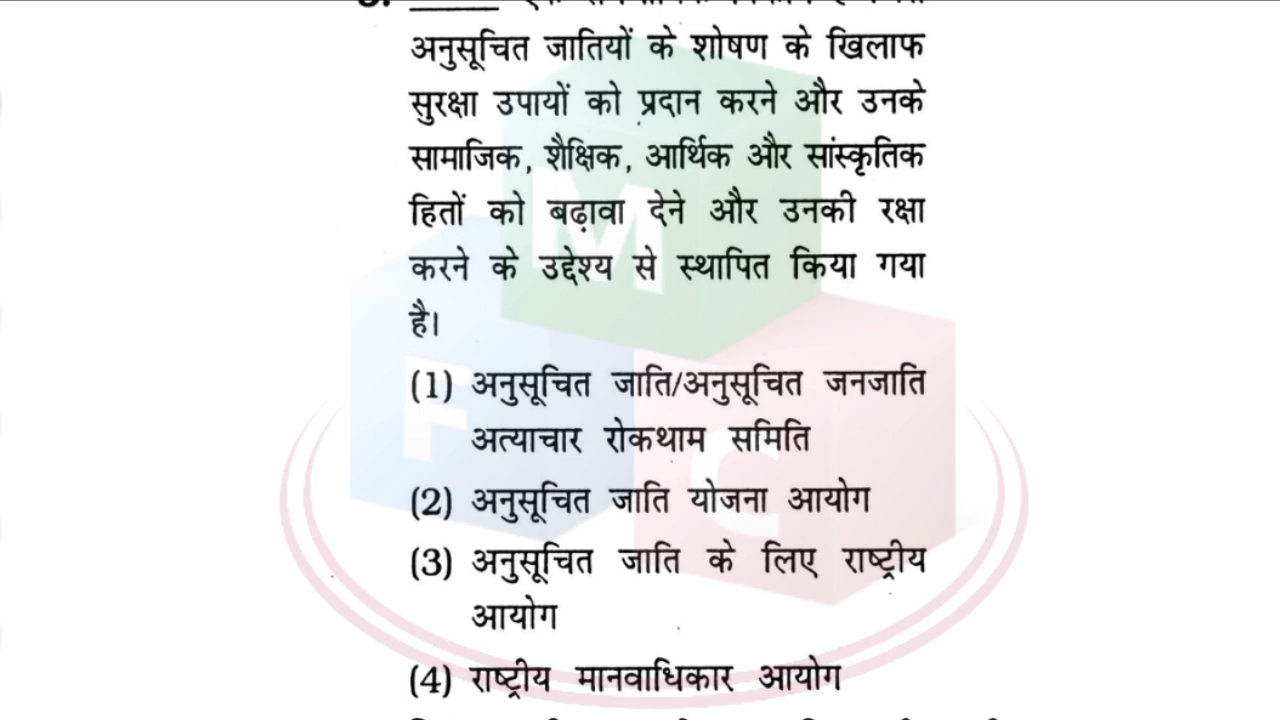 अनुसूचित जातियों के शोषण के खिलाफ
सुरक्षा उपायों को प्रदान करने और उनके
सामाजिक, शैक्षिक, आर्थिक और सांस्कृतिक
हितों को बढ़ावा देने और उनकी रक्षा
करने के उद्देश्य से स्थापित किया गया
है।
(1) अनुसूचित जाति/अनुसूचित जनजाति
अत्याचार रोकथाम समिति
(2) अनुसूचित जाति योजना आयोग
(3) अनुसूचित जाति के लिए राष्ट्रीय
आयोग
(4) राष्ट्रीय मानवाधिकार आयोग
M
F
C